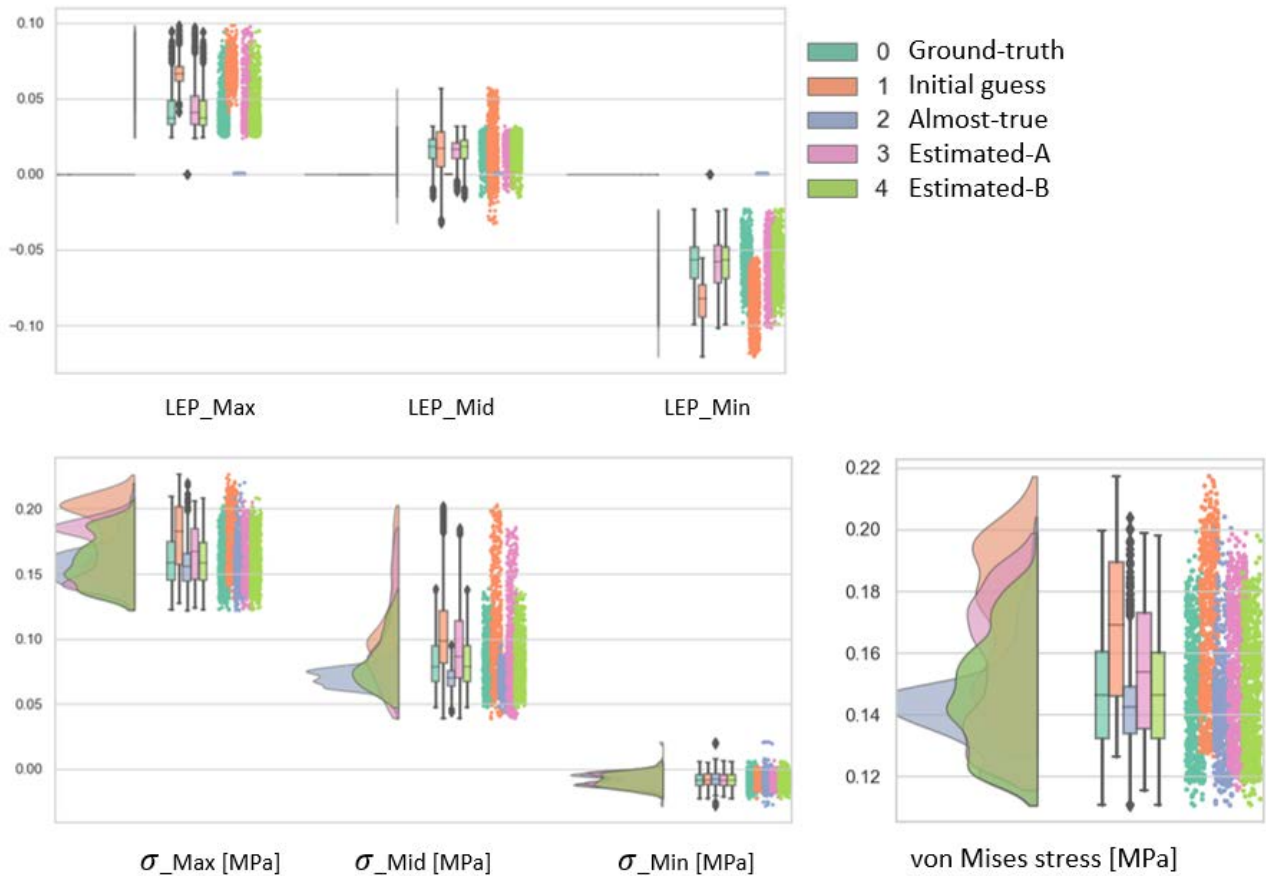 0.10
0.05
0.00
−0.05
−0.10
LEP_Max LEP_Mid LEP_Min
0 Ground-truth
1 Initial guess
2 Almost-true
3 Estimated-A
4 Estimated-B
0.20
0.15
0.10
0.05
0.00
σ_Max [MPa] σ_Mid [MPa] σ_Min [MPa]
0.22
0.20
0.18
0.16
0.14
0.12
von Mises stress [MPa]